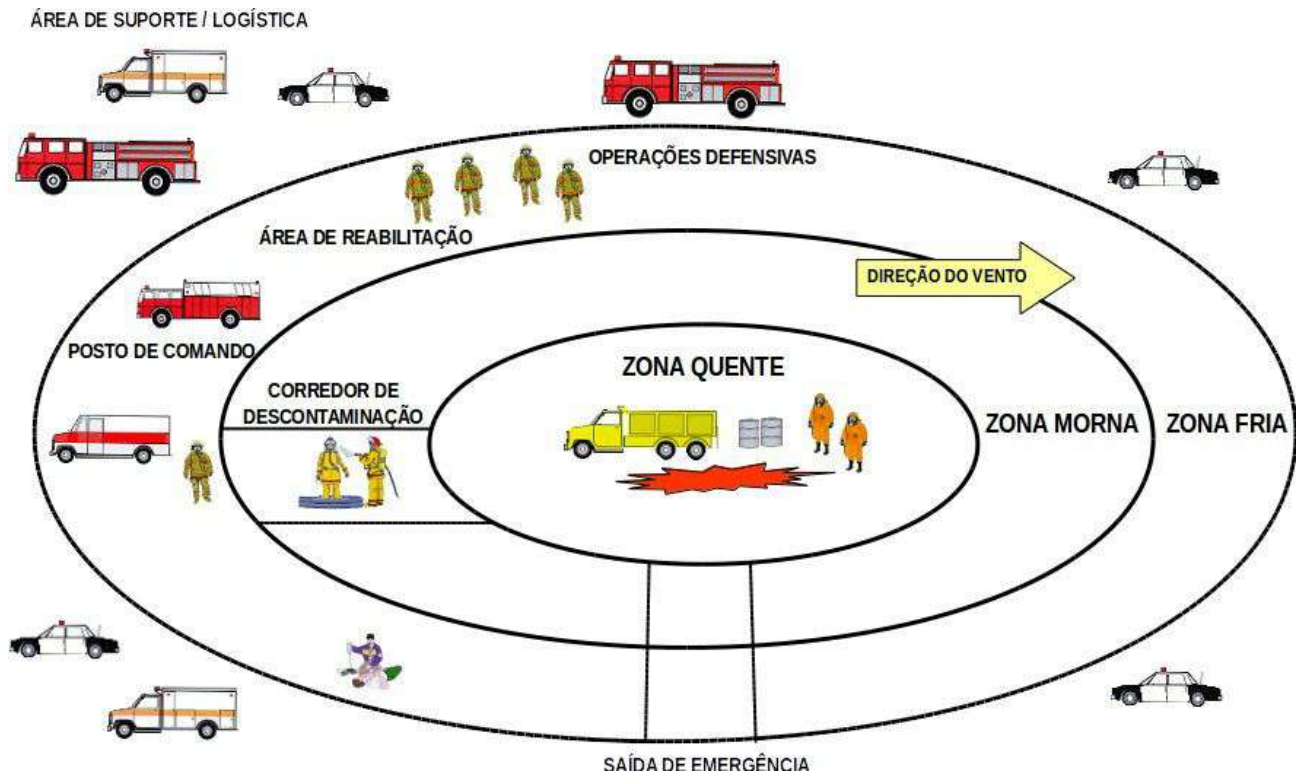 ÁREA DE SUPORTE / LOGÍSTICA
OPERAÇÕES DEFENSIVAS
ÁREA DE REABILITAÇÃO
DIREÇÃO DO VENTO
POSTO DE COMANDO
ZONA QUENTE
CORREDOR DE
DESCONTAMINAÇÃO
ZONA MORNA
ZONA FRIA
SAÍDA DE EMERGÊNCIA